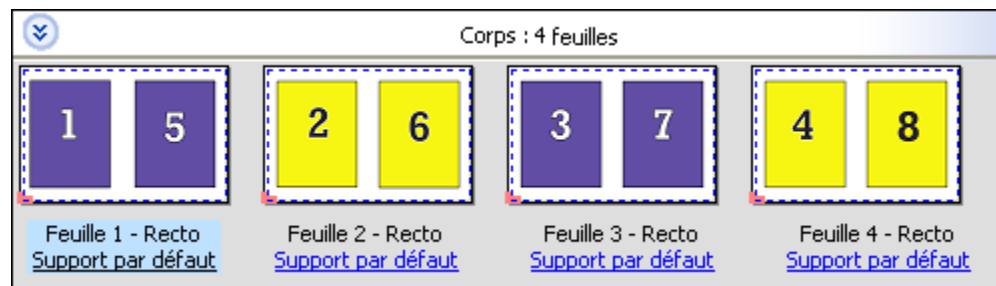 Corps : 4 feuilles
1 5 2 6 3 7 4 8
Feuille 1 - Recto Feuille 2 - Recto Feuille 3 - Recto Feuille 4 - Recto
Support par défaut Support par défaut Support par défaut Support par défaut